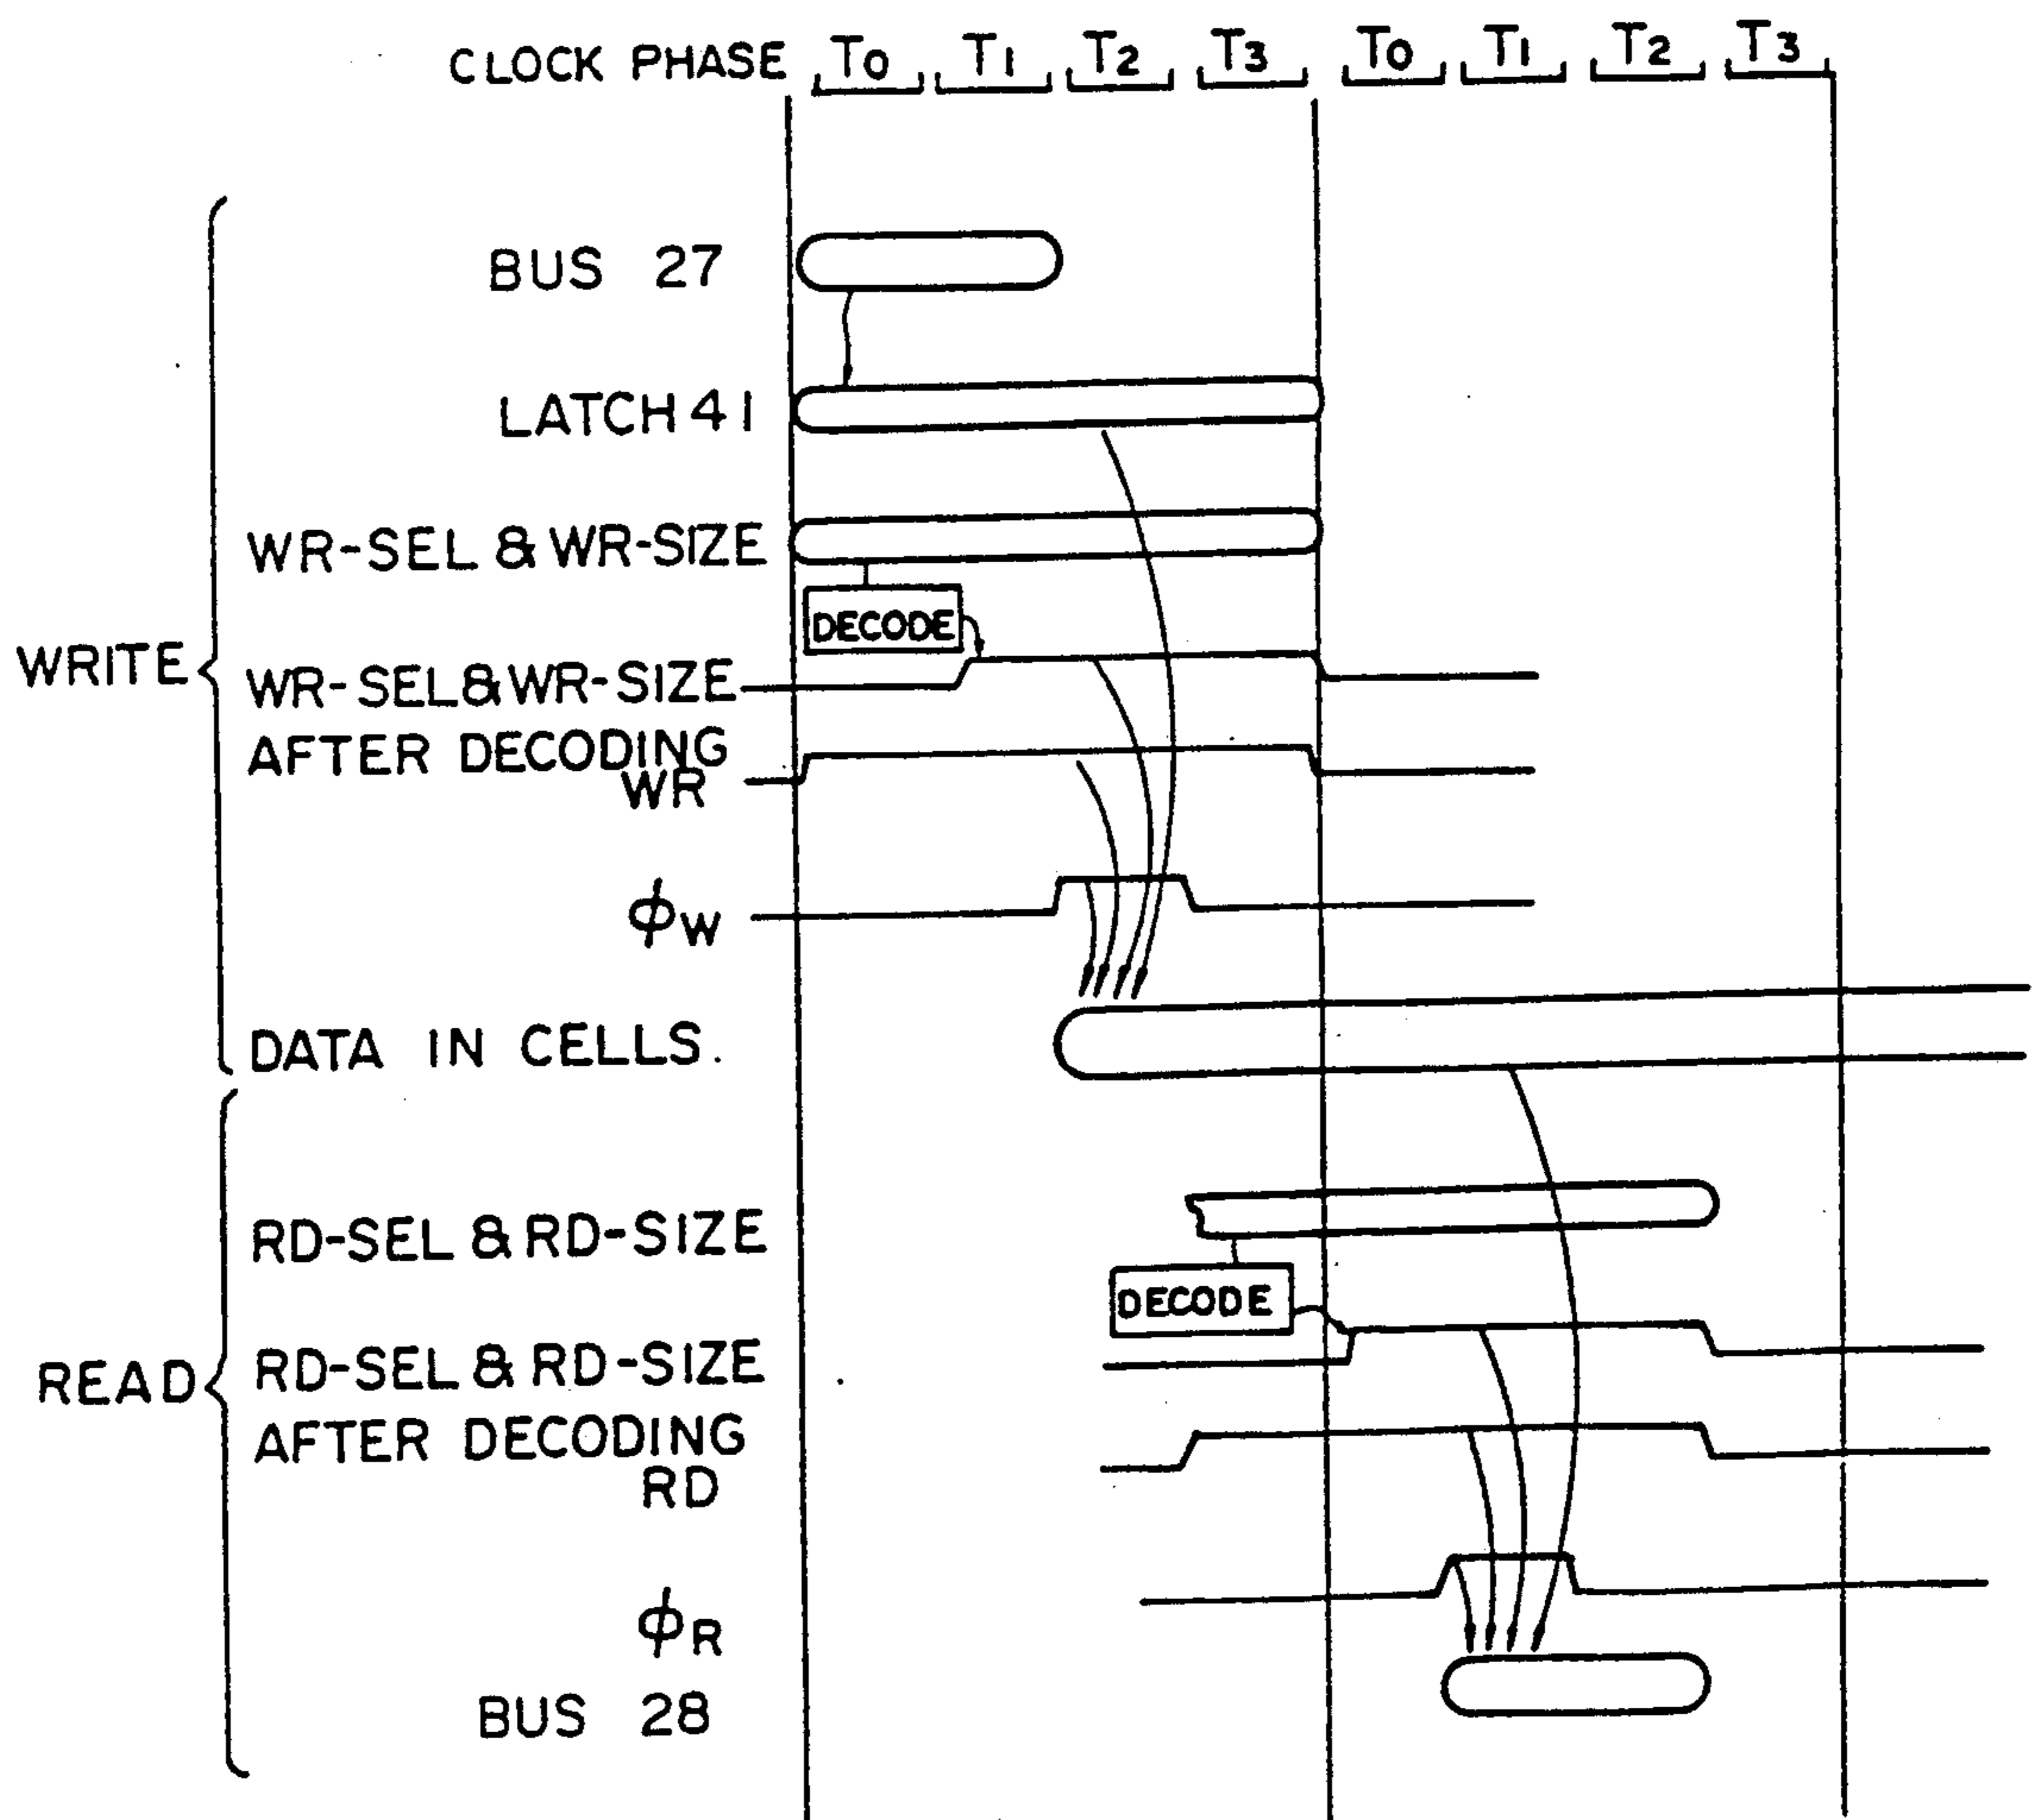 CLOCK PHASE T0 T1 T2 T3 T0 T1 T2 T3
BUS 27
LATCH 41
WR-SEL & WR-SIZE
DECODE
WRITE
WR-SEL & WR-SIZE
AFTER DECODING
WR
ϕW
DATA IN CELLS.
RD-SEL & RD-SIZE
DECODE
READ
RD-SEL & RD-SIZE
AFTER DECODING
RD
ϕR
BUS 28